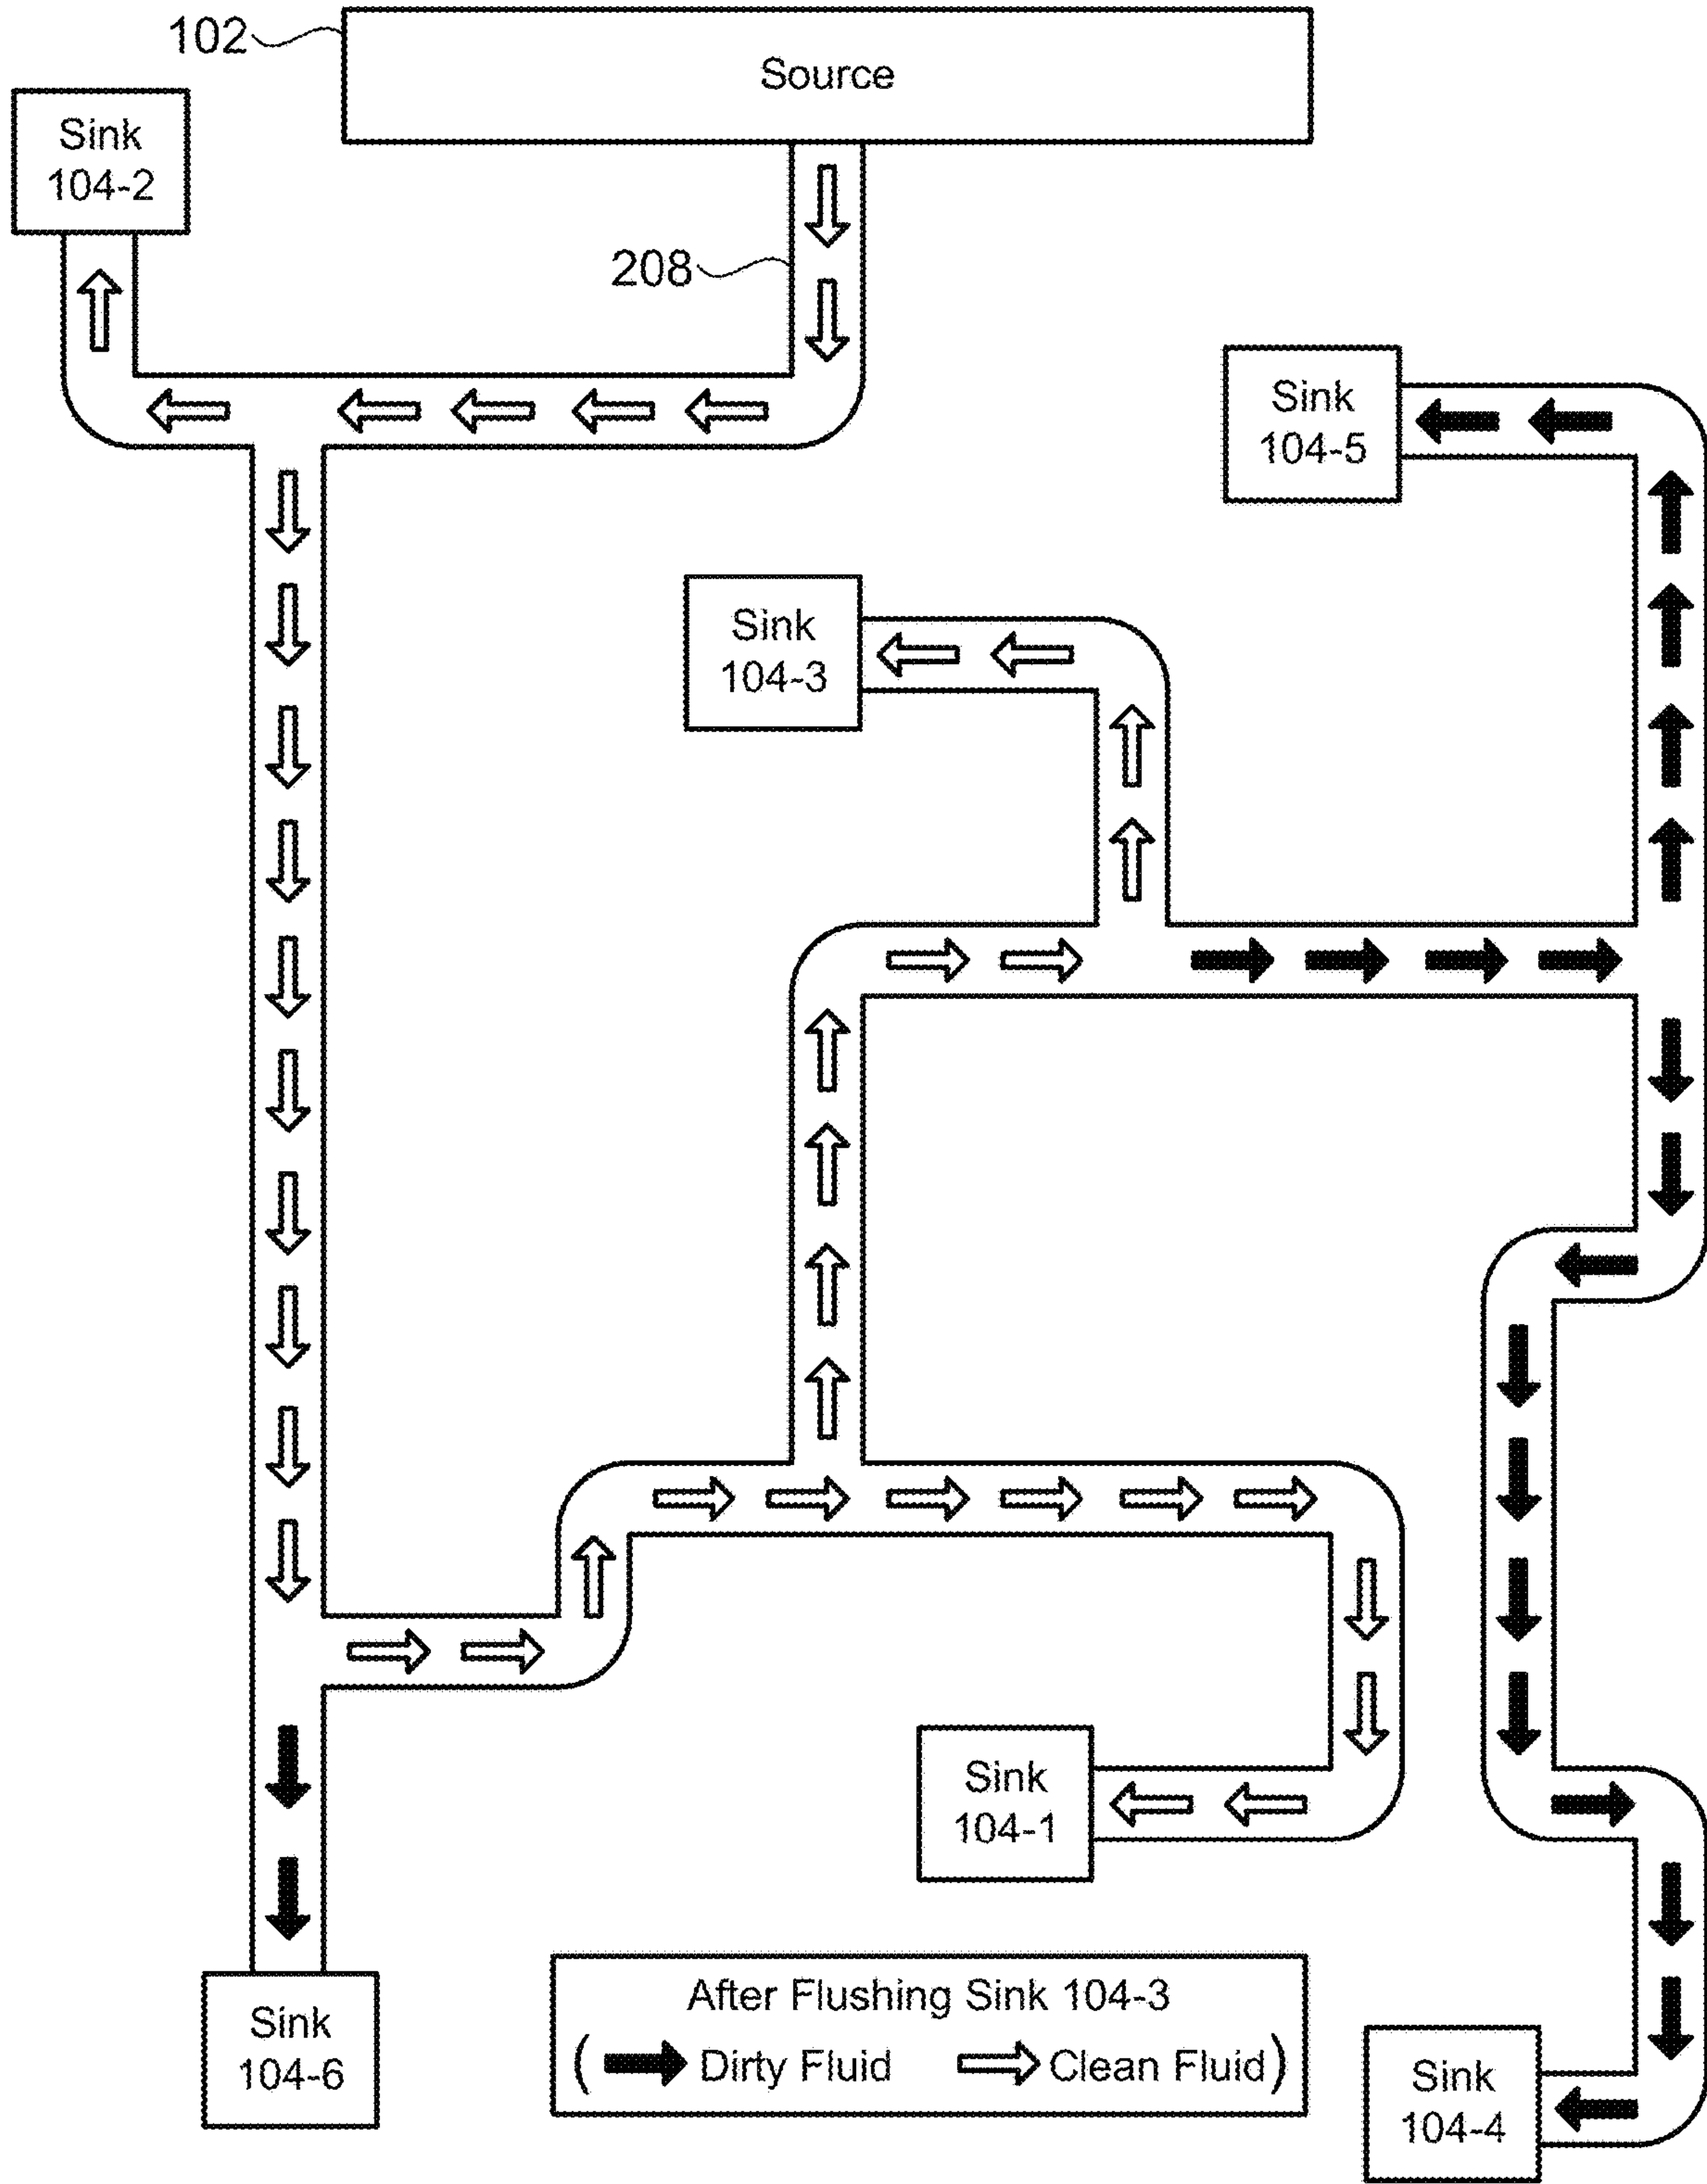 102
Source
Sink
104-2
208
Sink
104-5
Sink
104-3
Sink
104-1
After Flushing Sink 104-3
( Dirty Fluid Clean Fluid)
Sink
104-6
Sink
104-4